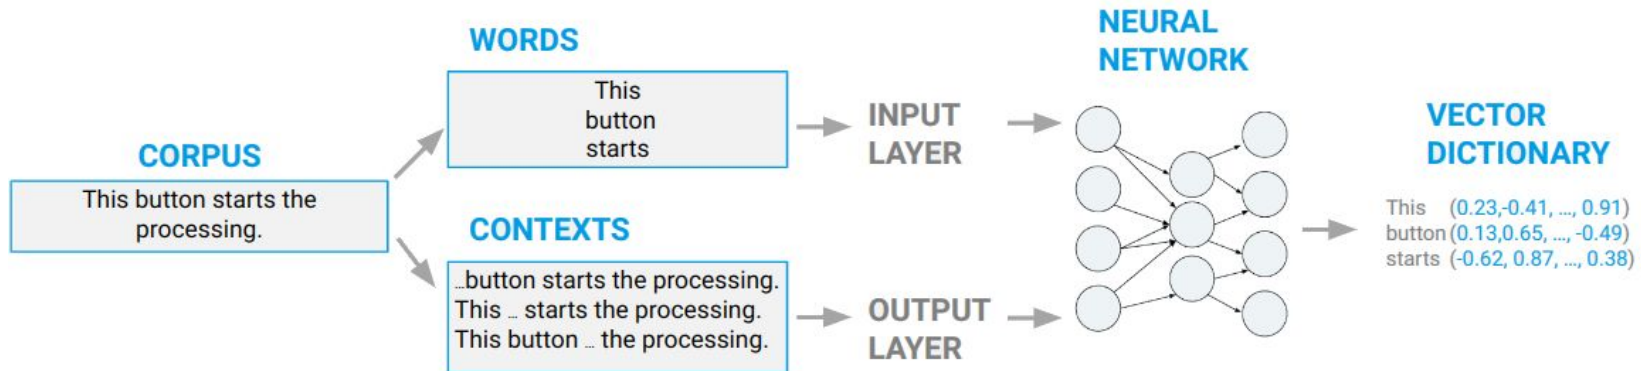 CORPUS
This button starts the
processing.
WORDS
This
button
starts
CONTEXTS
...button starts the processing.
This ... starts the processing.
This button ... the processing.
INPUT
LAYER
OUTPUT
LAYER
NEURAL
NETWORK
VECTOR
DICTIONARY
This (0.23,-0.41, ..., 0.91)
button (0.13,0.65, ..., -0.49)
starts (-0.62, 0.87, ..., 0.38)